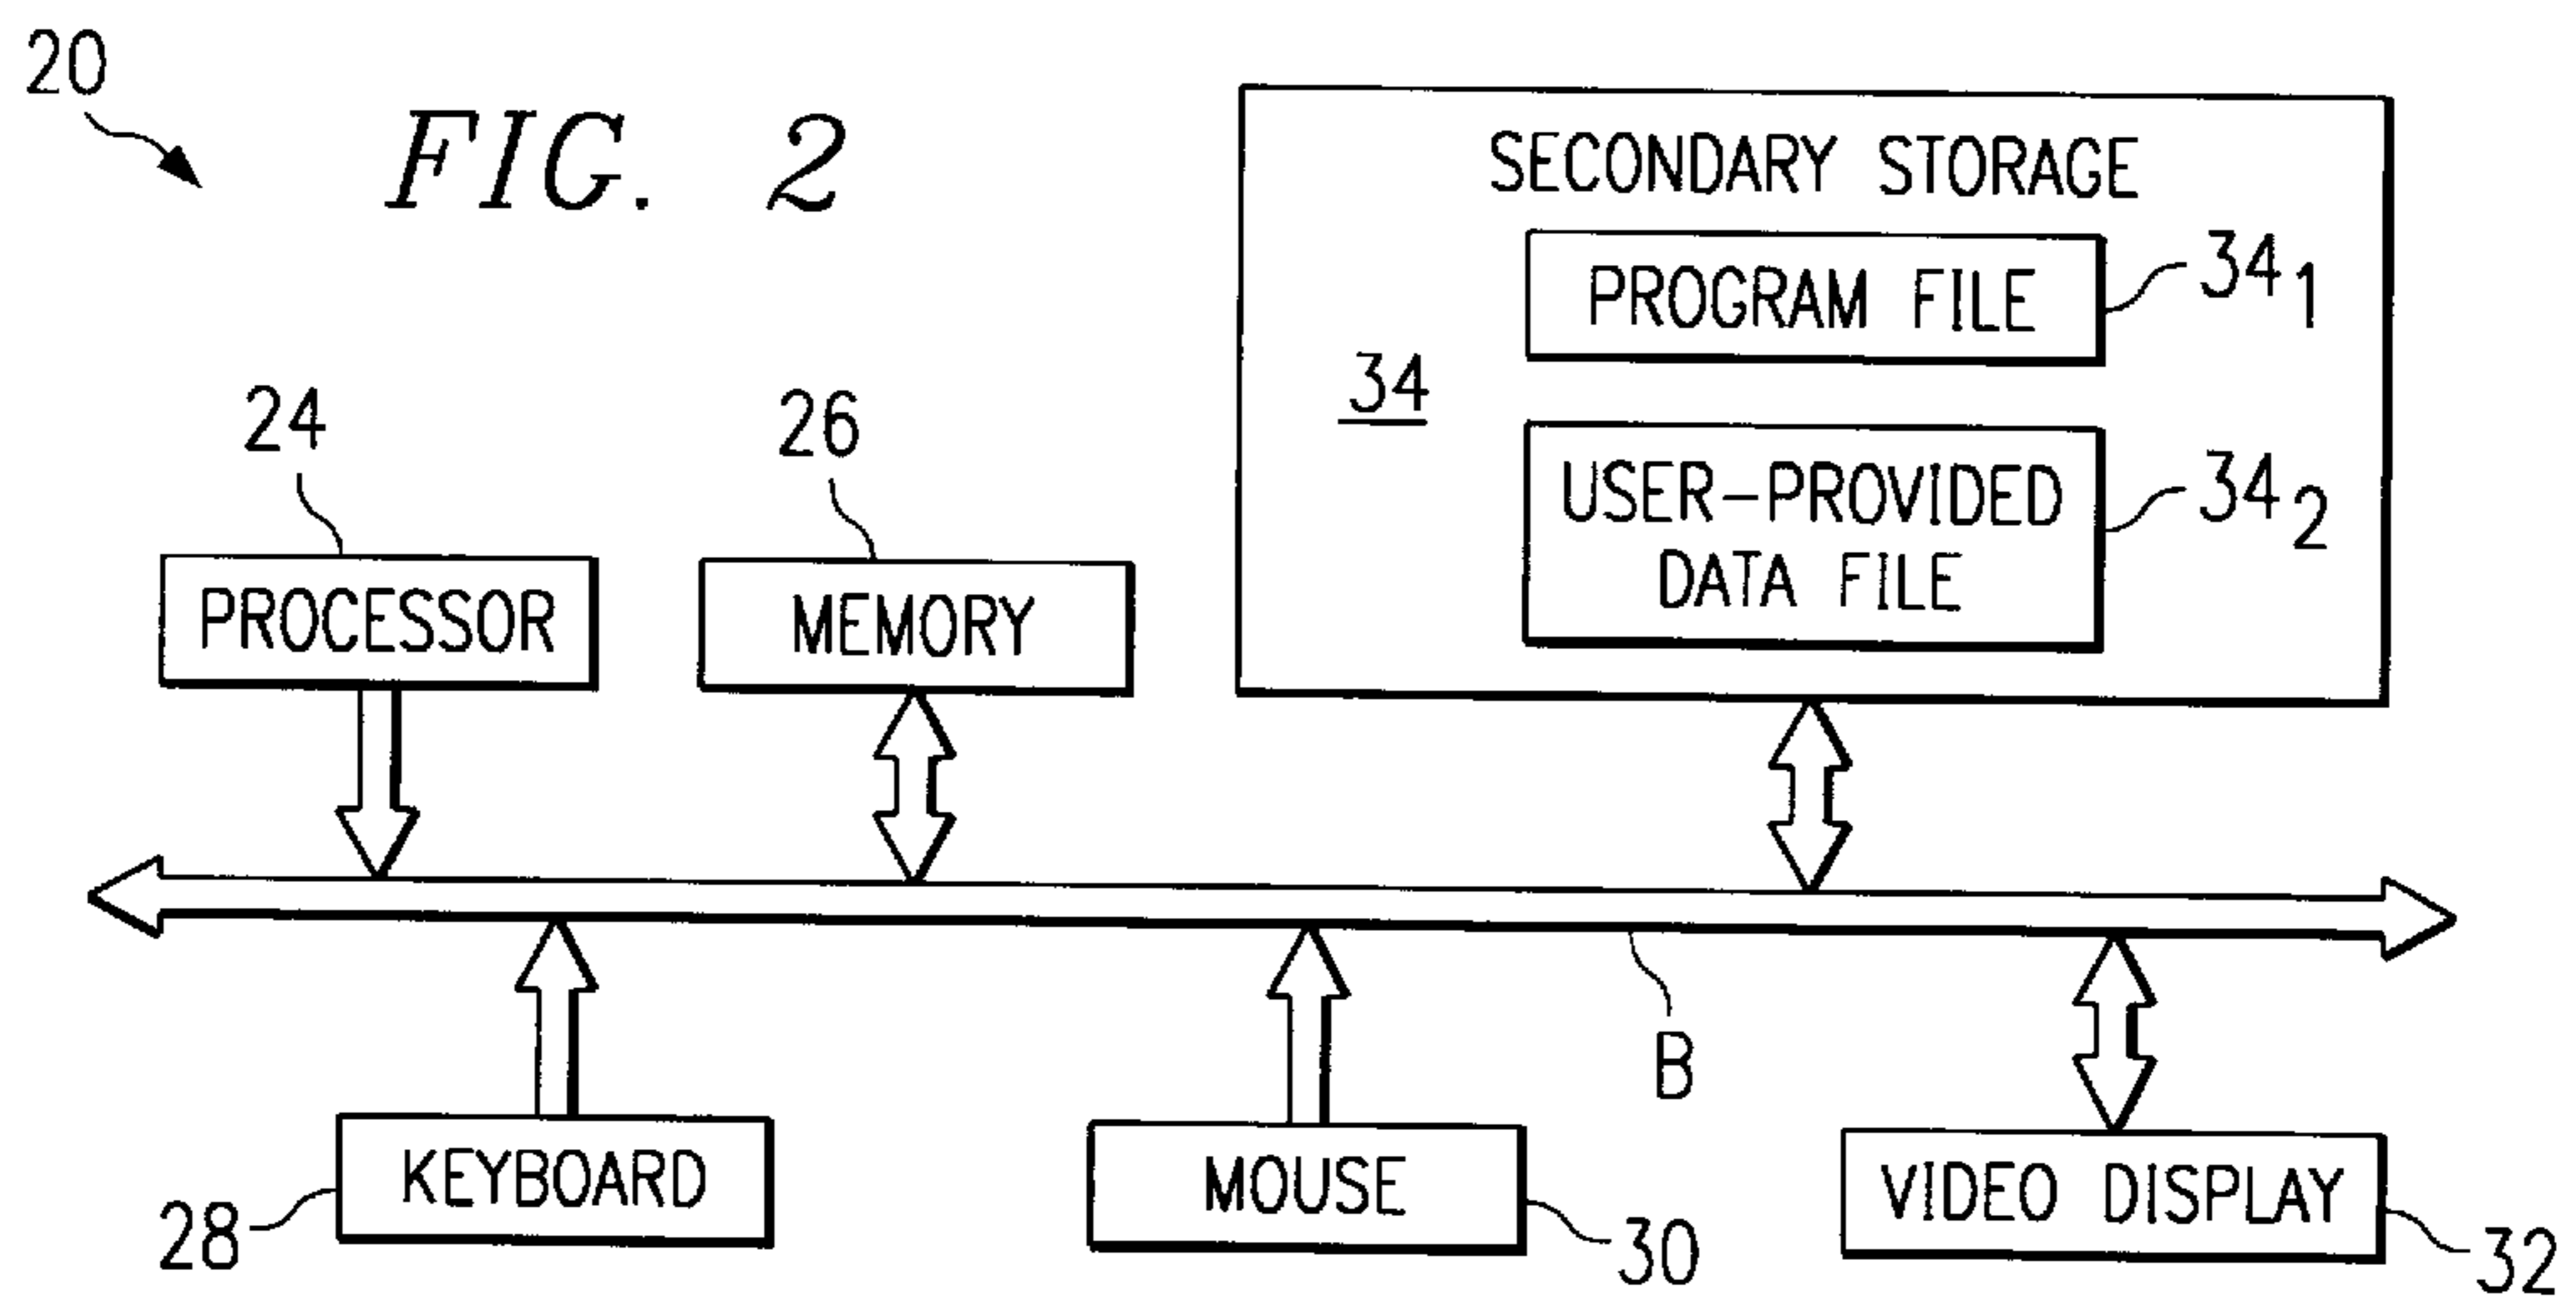 20
FIG. 2
SECONDARY STORAGE
PROGRAM FILE
34₁
34
USER-PROVIDED
DATA FILE
34₂
24
26
PROCESSOR
MEMORY
B
KEYBOARD
28
MOUSE
30
VIDEO DISPLAY
32